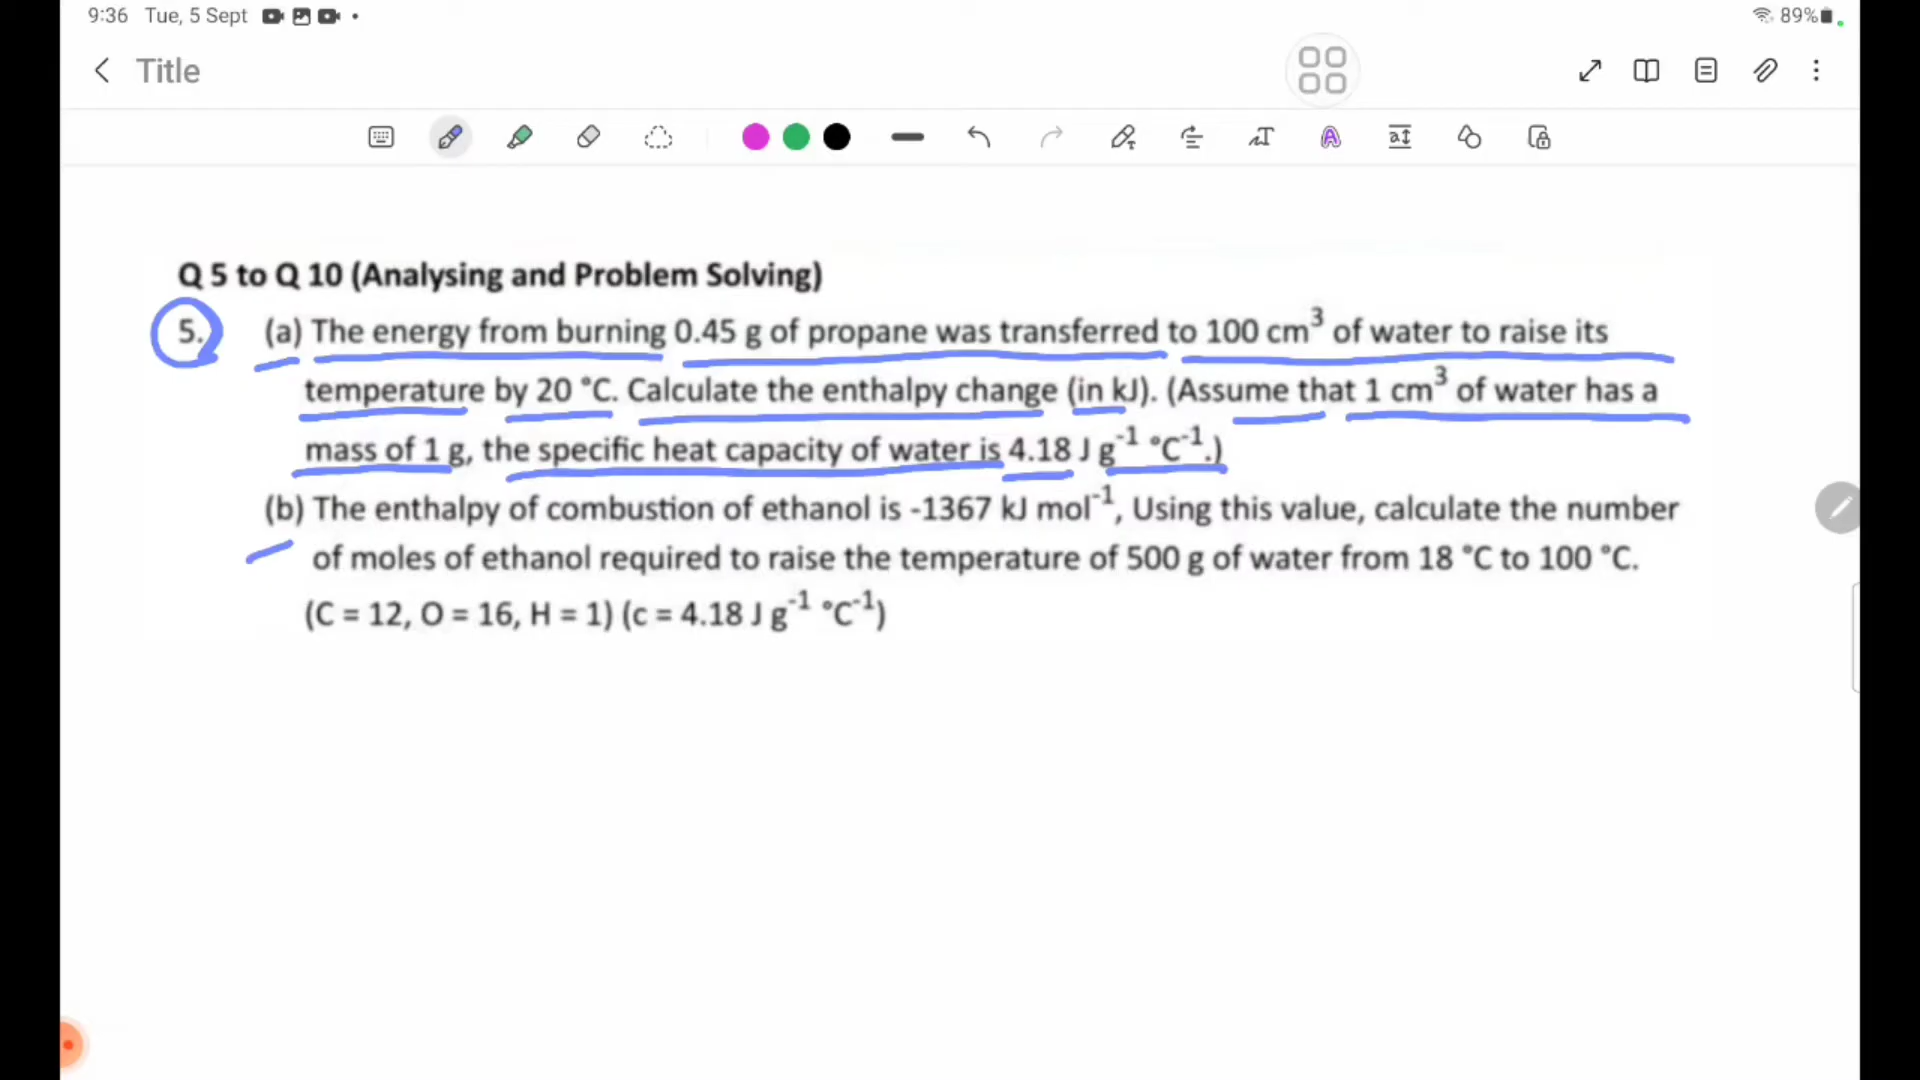 9:36 Tue, 5 Sept
89%
Title
Q 5 to Q 10 (Analysing and Problem Solving)
5. (a) The energy from burning 0.45 g of propane was transferred to 100 cm³ of water to raise its
temperature by 20 °C. Calculate the enthalpy change (in kJ). (Assume that 1 cm³ of water has a
mass of 1 g, the specific heat capacity of water is 4.18 J g⁻¹ °C⁻¹.)
(b) The enthalpy of combustion of ethanol is -1367 kJ mol⁻¹, Using this value, calculate the number
of moles of ethanol required to raise the temperature of 500 g of water from 18 °C to 100 °C.
(C = 12, O = 16, H = 1) (c = 4.18 J g⁻¹ °C⁻¹)